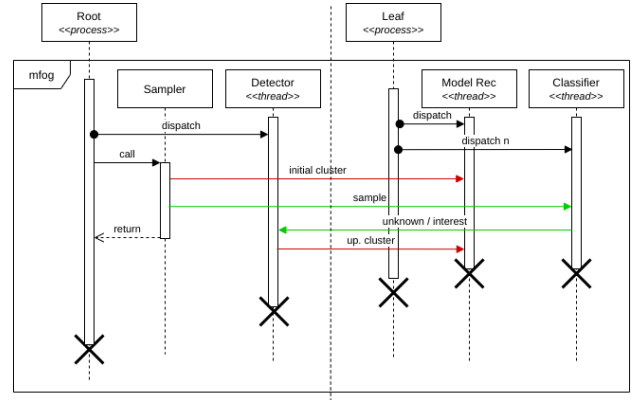 Root
<<process>>
Leaf
<<process>>
mfog
Sampler
Detector
<<thread>>
Model Rec
<<thread>>
Classifier
<<thread>>
dispatch
dispatch
dispatch n
call
initial cluster
sample
unknown / interest
return
up. cluster